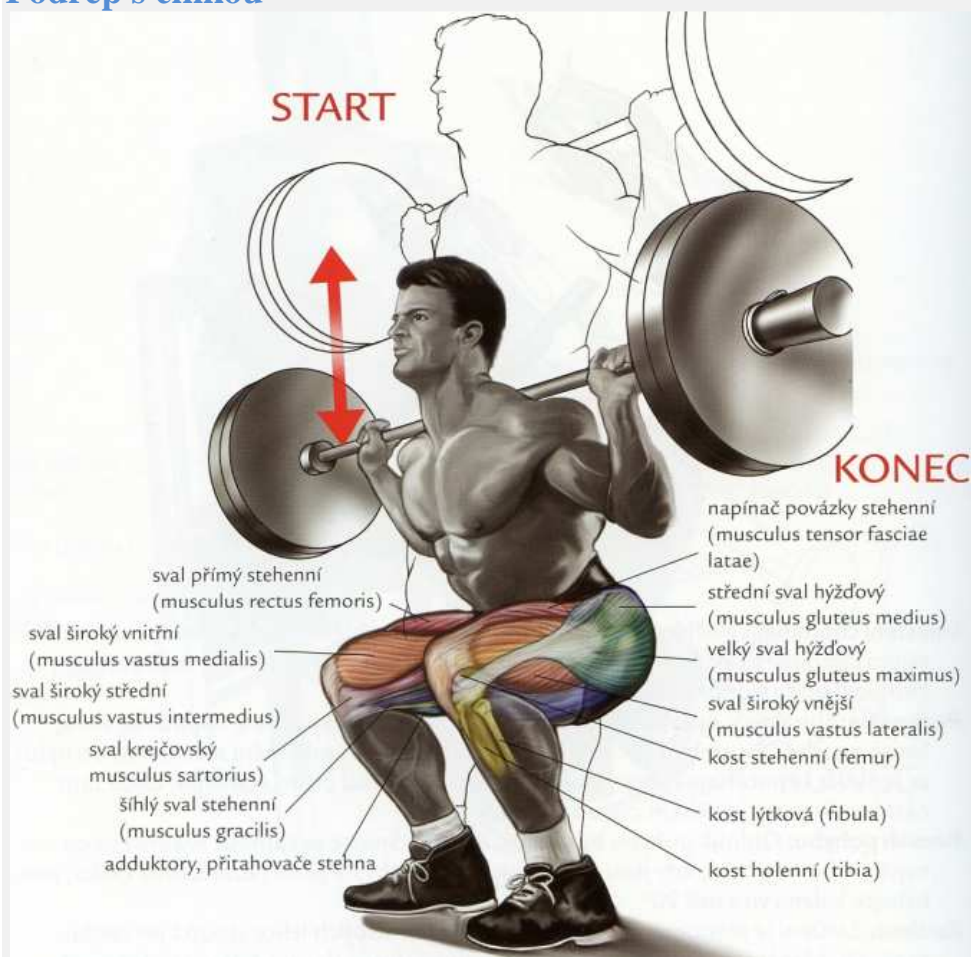 Podřep s činkou
START
KONEC
napínač povázky stehenní
(musculus tensor fasciae
latae)
střední sval hýžďový
(musculus gluteus medius)
velký sval hýžďový
(musculus gluteus maximus)
sval široký vnější
(musculus vastus lateralis)
kost stehenní (femur)
kost lýtková (fibula)
kost holenní (tibia)
sval přímý stehenní
(musculus rectus femoris)
sval široký vnitřní
(musculus vastus medialis)
sval široký střední
(musculus vastus intermedius)
sval krejčovský
musculus sartorius)
šíhlý sval stehenní
(musculus gracilis)
adduktory, přitahovače stehna